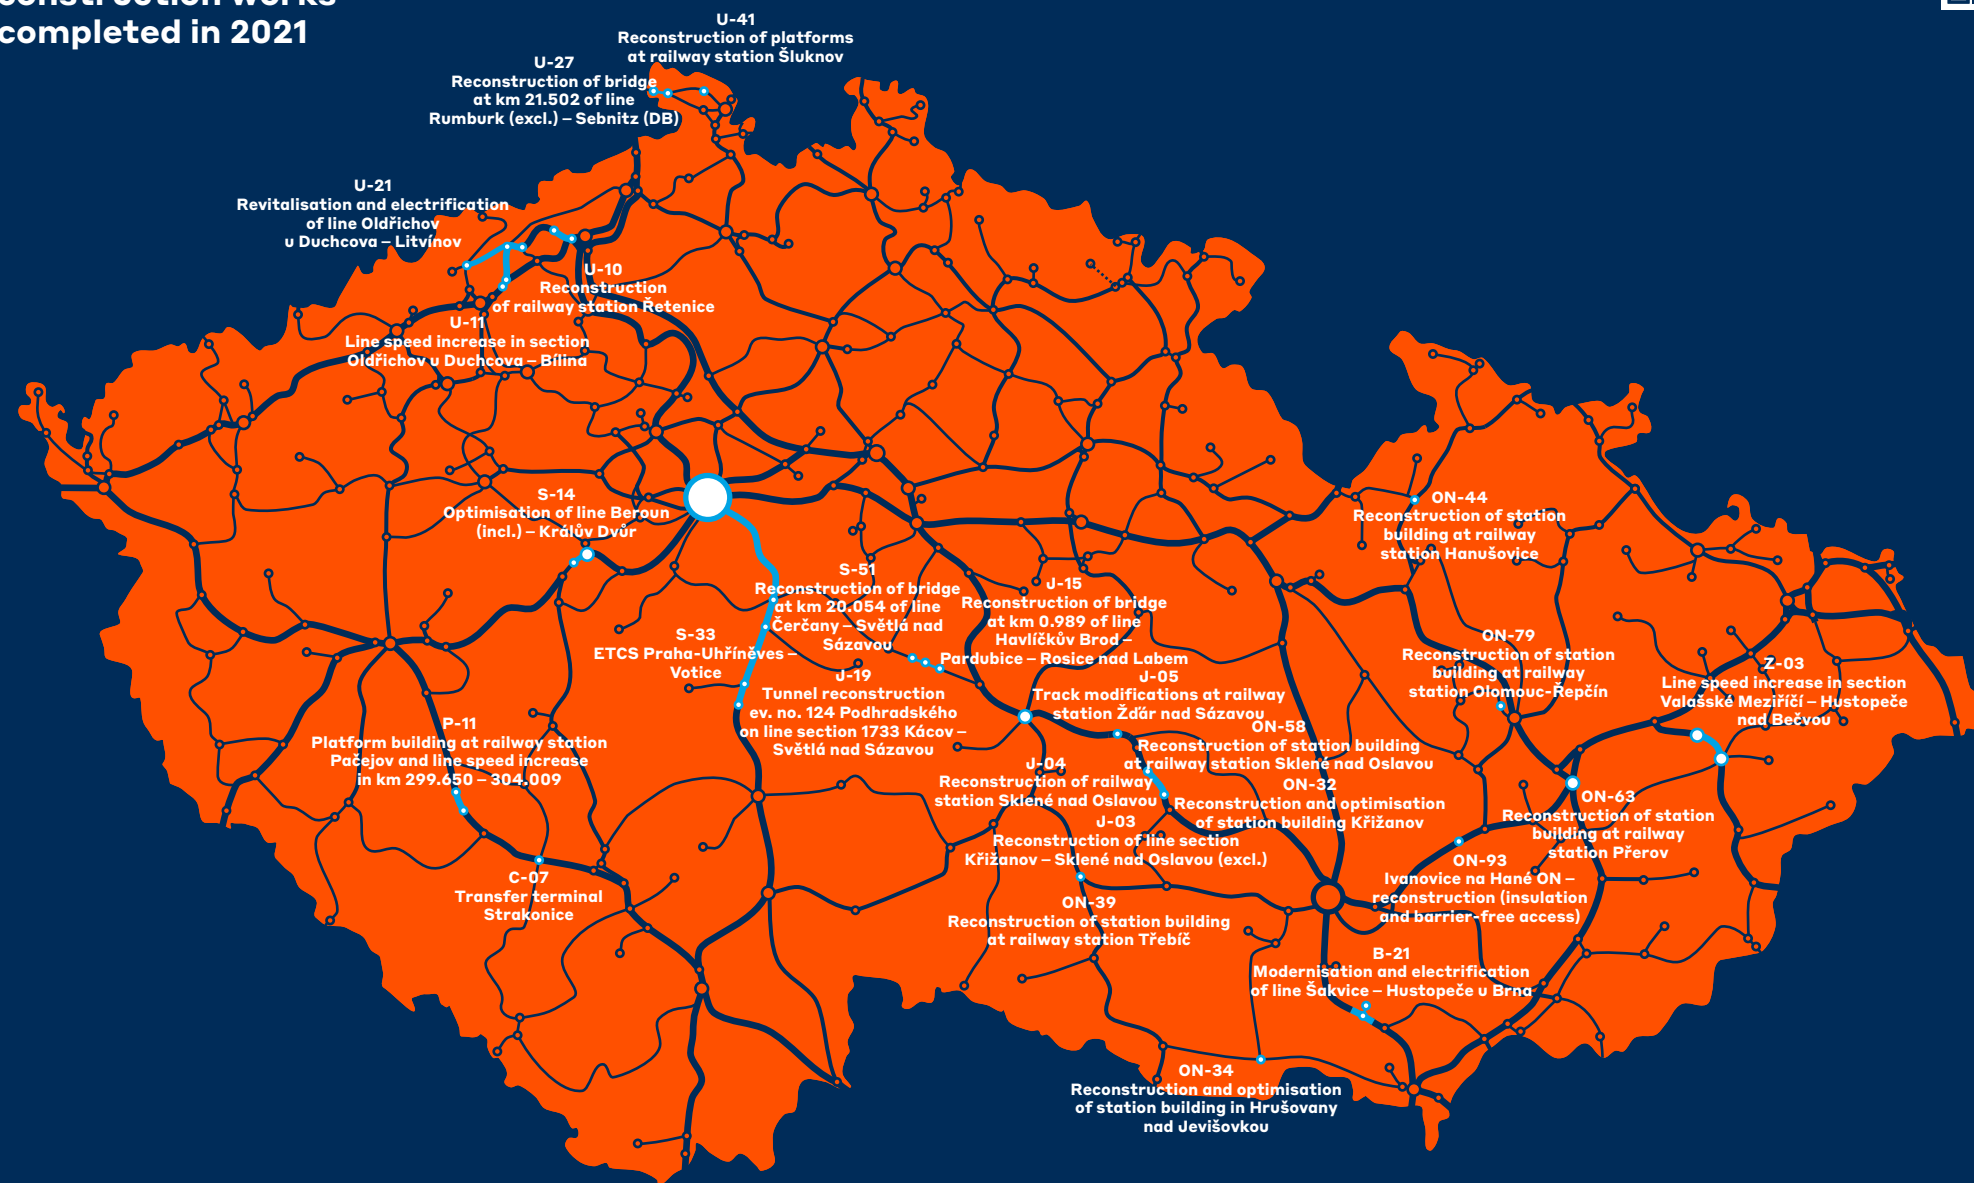 completed in 2021
U-41
Reconstruction of platforms
at railway station Šluknov
U-27
Reconstruction of bridge
at km 21.502 of line
Rumburk (excl.) – Sebnitz (DB)
U-21
Revitalisation and electrification
of line Oldřichov
u Duchcova – Litvínov
U-10
Reconstruction
of railway station Řetenice
U-11
Line speed increase in section
Oldřichov u Duchcova – Bílina
S-14
Optimisation of line Beroun
(incl.) – Králův Dvůr
S-51
Reconstruction of bridge
at km 20.054 of line
Čerčany – Světlá nad
Sázavou
S-33
ETCS Praha-Uhříněves –
Votice
J-15
Reconstruction of bridge
at km 0.989 of line
Havlíčkův Brod –
Pardubice – Rosice nad Labem
J-19
Tunnel reconstruction
ev. no. 124 Podhradského
on line section 1733 Kácov –
Světlá nad Sázavou
J-05
Track modifications at railway
station Žďár nad Sázavou
ON-44
Reconstruction of station
building at railway
station Hanušovice
ON-79
Reconstruction of station
building at railway
station Olomouc-Řepčín
Z-03
Line speed increase in section
Valašské Meziříčí – Hustopeče
nad Bečvou
P-11
Platform building at railway station
Pačejov and line speed increase
in km 299.650 – 304.009
ON-58
Reconstruction of station building
at railway station Sklené nad Oslavou
J-04
Reconstruction of railway
station Sklené nad Oslavou
ON-32
Reconstruction and optimisation
of station building Křižanov
J-03
Reconstruction of line section
Křižanov – Sklené nad Oslavou (excl.)
ON-63
Reconstruction of station
building at railway
station Přerov
C-07
Transfer terminal
Strakonice
ON-93
Ivanovice na Hané ON –
reconstruction (insulation
and barrier-free access)
ON-39
Reconstruction of station building
at railway station Třebíč
B-21
Modernisation and electrification
of line Šakvice – Hustopeče u Brna
ON-34
Reconstruction and optimisation
of station building in Hrušovany
nad Jevišovkou